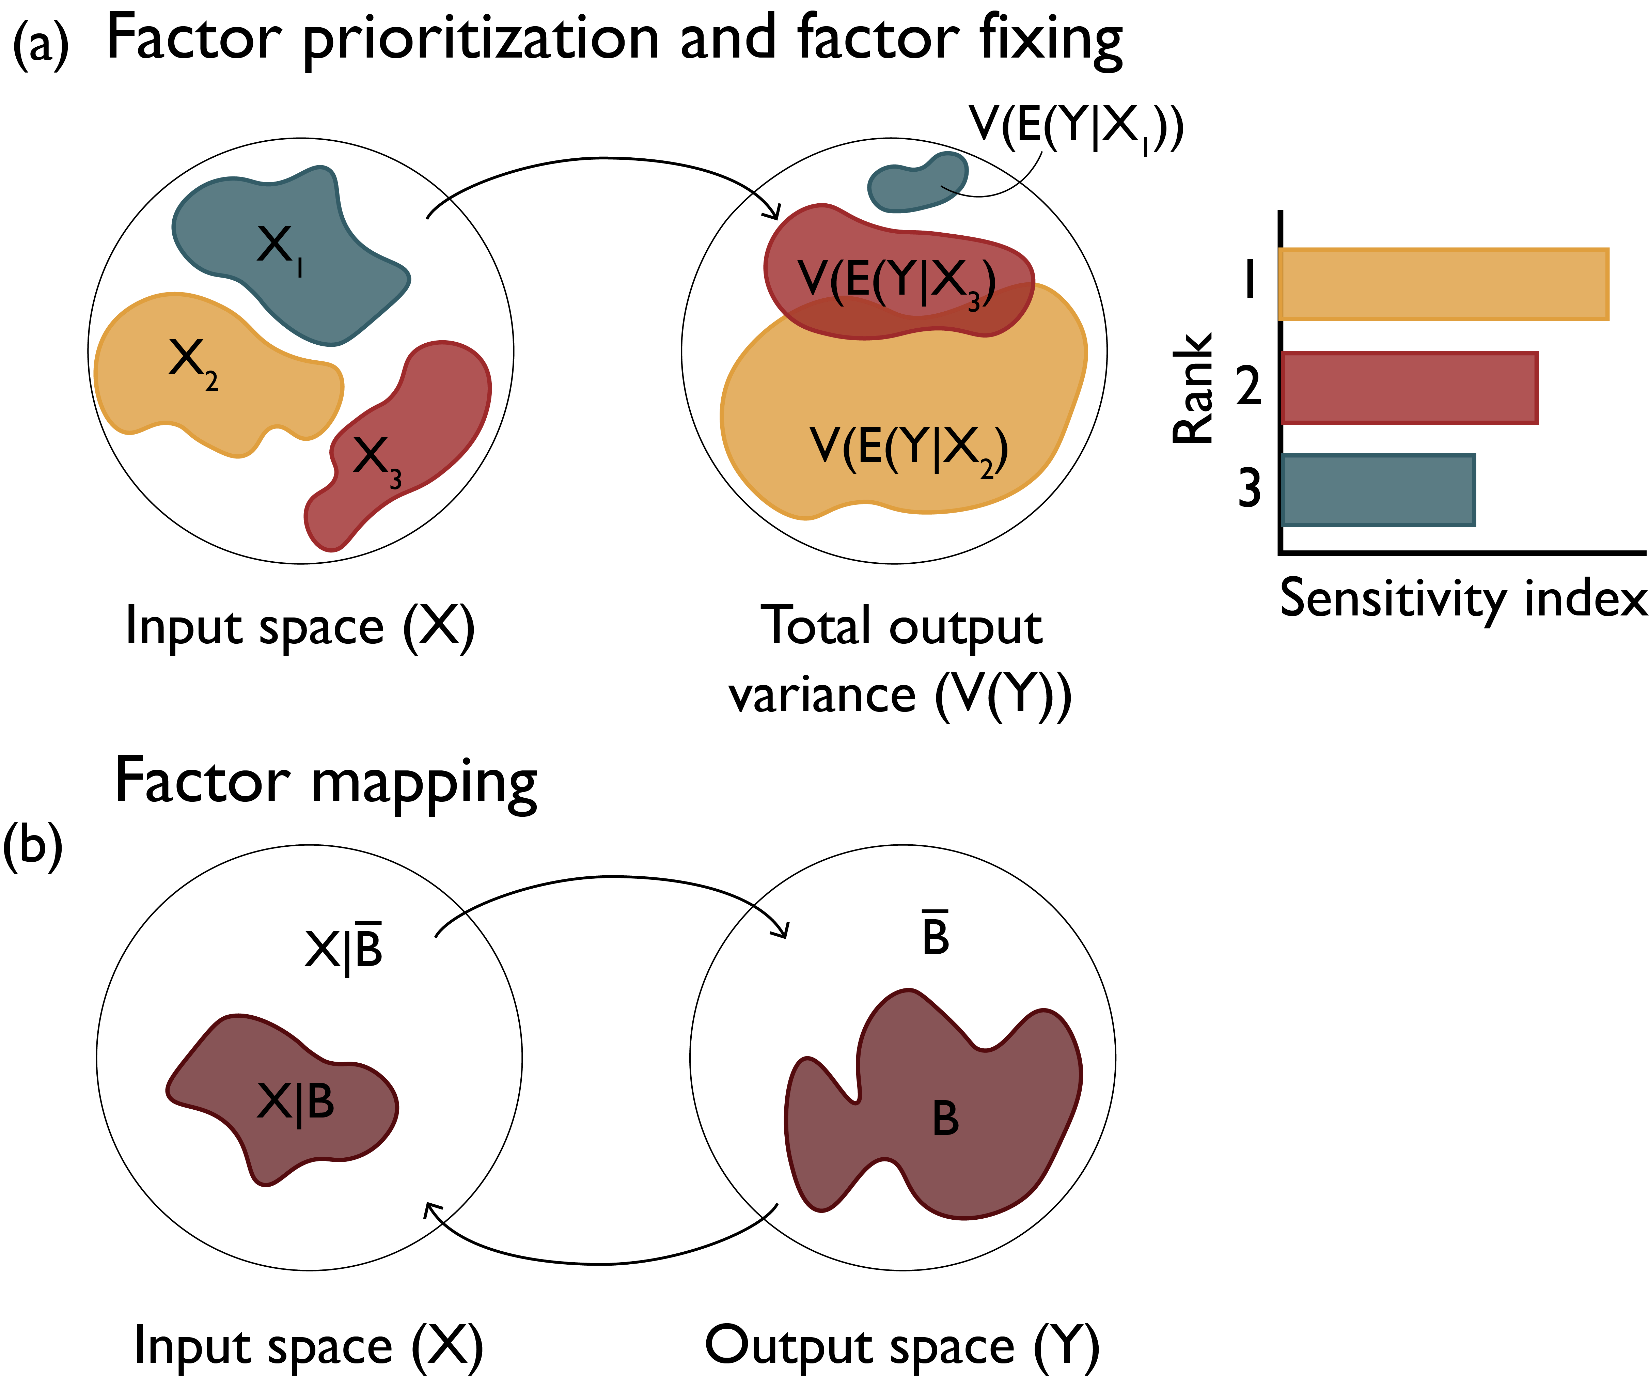 (a) Factor prioritization and factor fixing
V(E(Y|X₁))
X₁
X₂
X₃
V(E(Y|X₃)
V(E(Y|X₂)
Rank
1
2
3
Sensitivity index
Input space (X)
Total output
variance (V(Y))
Factor mapping
(b)
X|B̅
X|B
B̅
B
Input space (X)
Output space (Y)